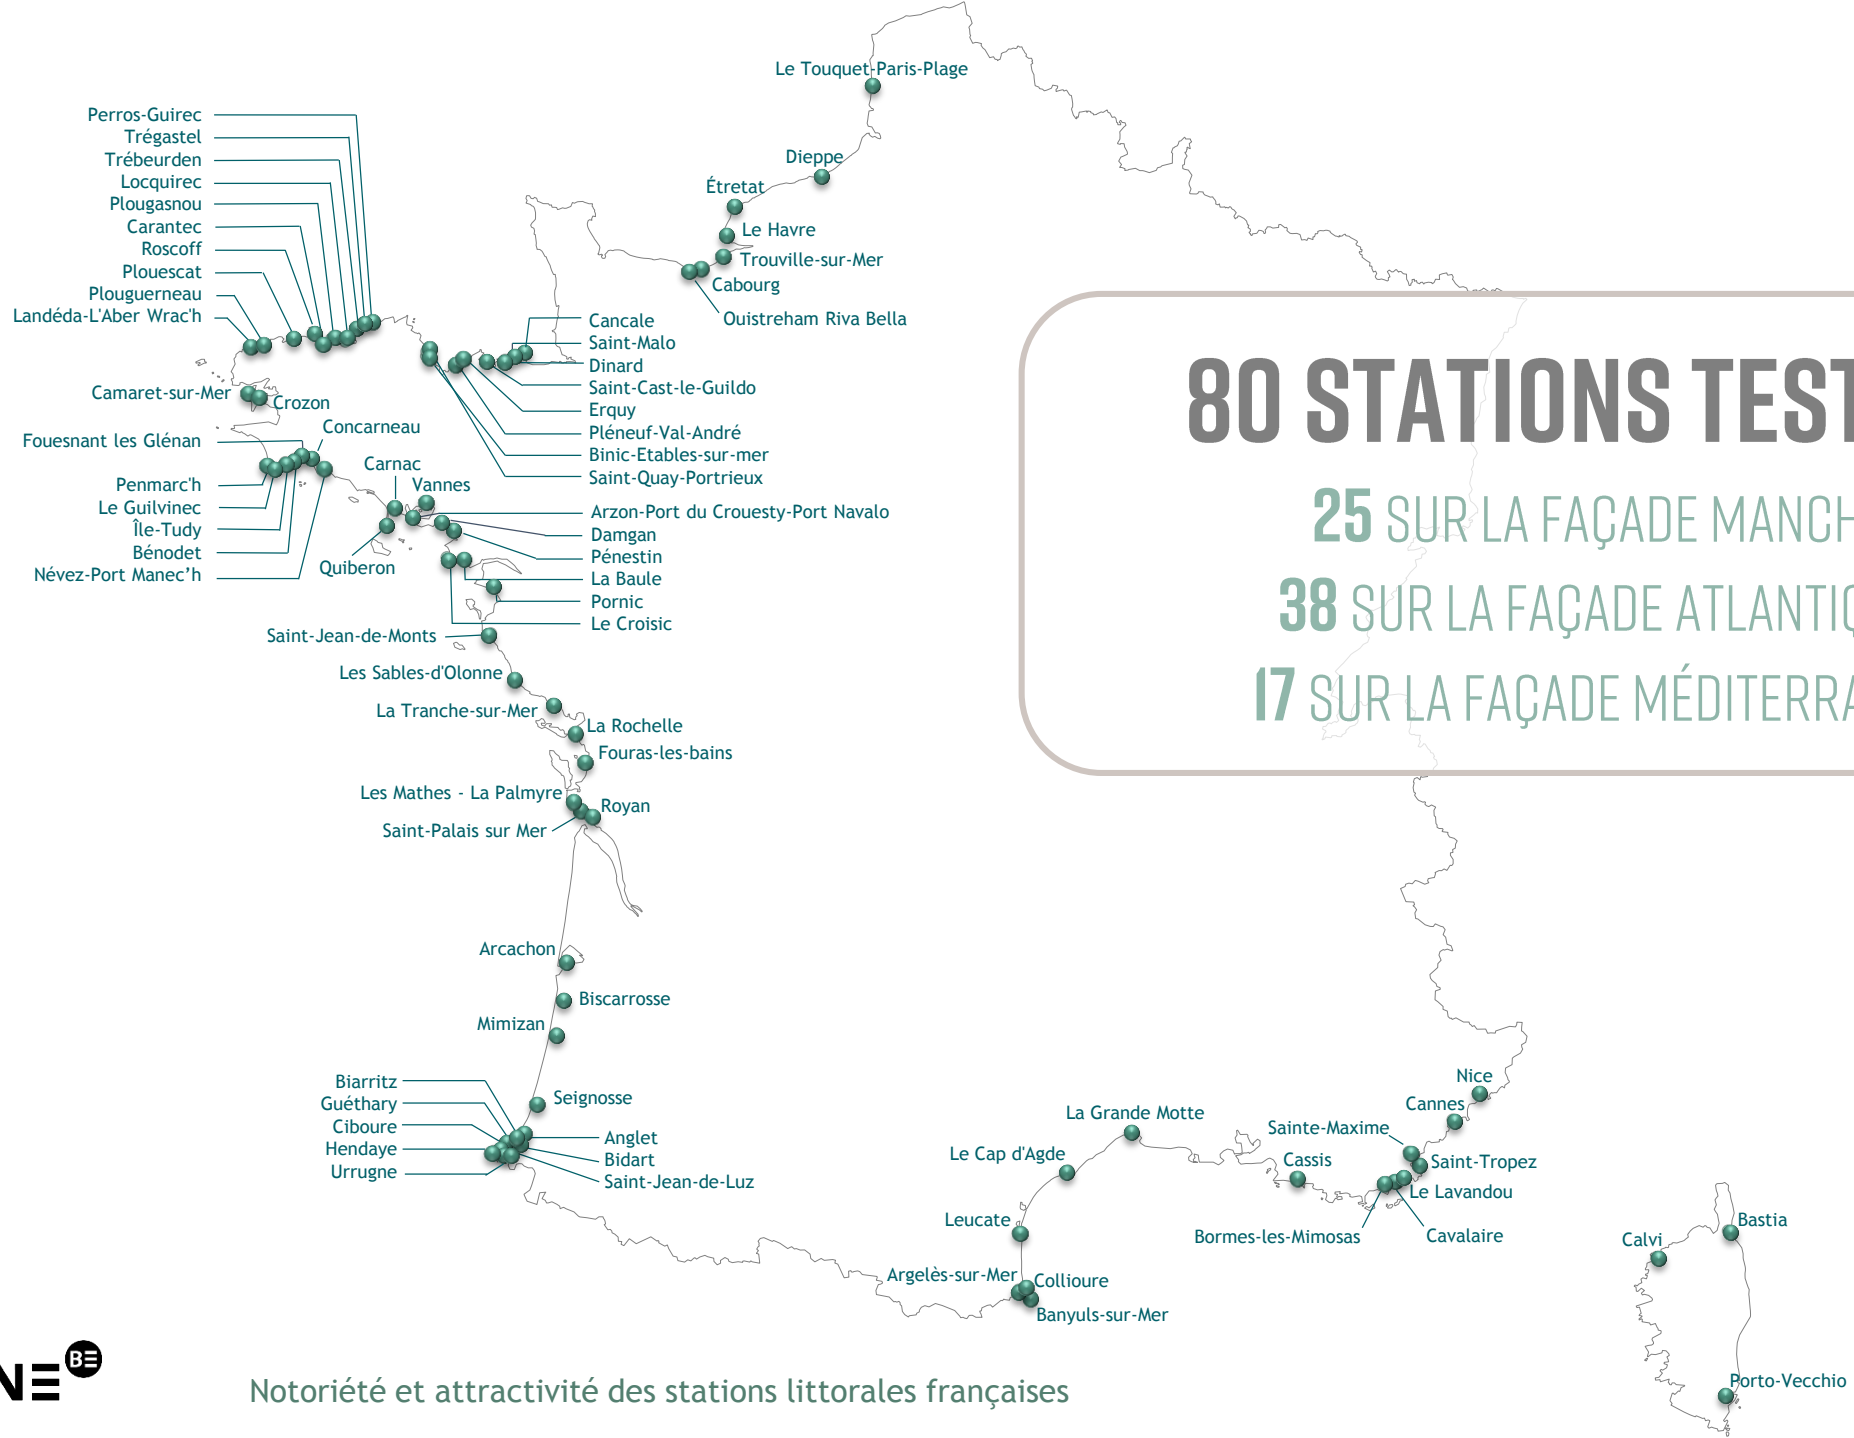 Le Touquet-Paris-Plage
Dieppe
Étretat
Le Havre
Trouville-sur-Mer
Cabourg
Ouistreham Riva Bella
Perros-Guirec
Trégastel
Trébeurden
Locquirec
Plougasnou
Carantec
Roscoff
Plouescat
Plouguerneau
Landéda-L'Aber Wrac'h
Cancale
Saint-Malo
Dinard
Saint-Cast-le-Guildo
Erquy
Pléneuf-Val-André
Binic-Etables-sur-mer
Saint-Quay-Portrieux
Camaret-sur-Mer
Crozon
Concarneau
Fouesnant les Glénan
Penmarc'h
Le Guilvinec
Île-Tudy
Bénodet
Névez-Port Manec’h
Carnac
Vannes
Quiberon
Arzon-Port du Crouesty-Port Navalo
Damgan
Pénestin
La Baule
Pornic
Le Croisic
Saint-Jean-de-Monts
Les Sables-d'Olonne
La Tranche-sur-Mer
La Rochelle
Fouras-les-bains
Les Mathes - La Palmyre
Royan
Saint-Palais sur Mer
Arcachon
Biscarrosse
Mimizan
Seignosse
Biarritz
Guéthary
Ciboure
Hendaye
Urrugne
Anglet
Bidart
Saint-Jean-de-Luz
80 STATIONS TEST
25 SUR LA FAÇADE MANCH
38 SUR LA FAÇADE ATLANTIQ
17 SUR LA FAÇADE MÉDITERRA
Nice
Cannes
Sainte-Maxime
Saint-Tropez
La Grande Motte
Le Cap d'Agde
Cassis
Le Lavandou
Bormes-les-Mimosas
Cavalaire
Leucate
Argelès-sur-Mer
Collioure
Banyuls-sur-Mer
Bastia
Calvi
Porto-Vecchio
NE BE
Notoriété et attractivité des stations littorales françaises